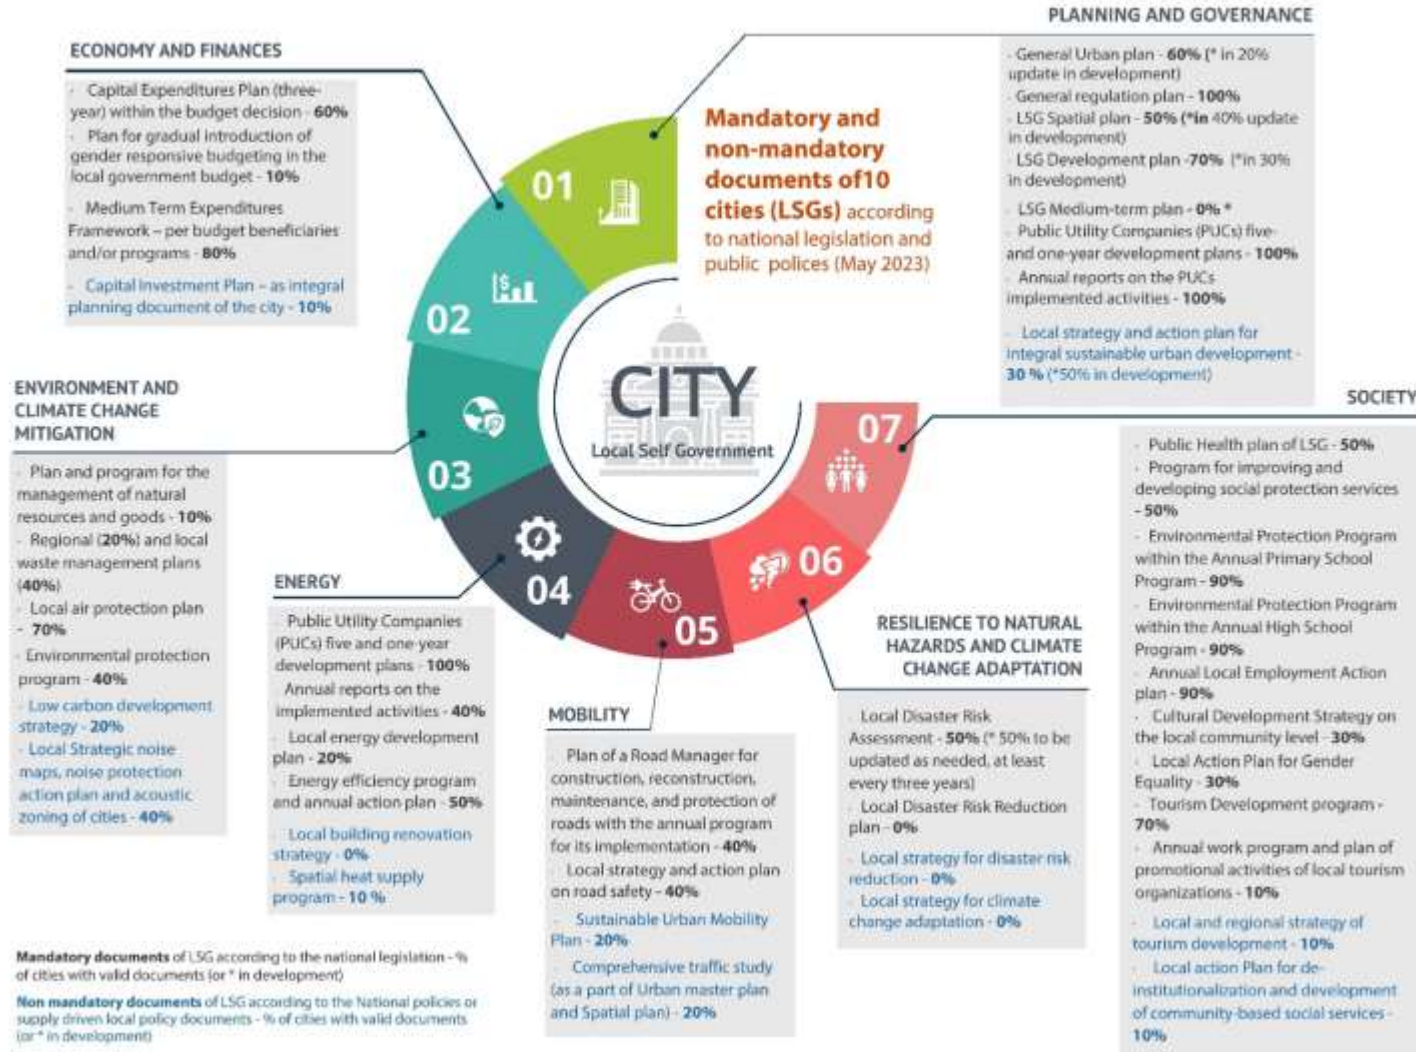 PLANNING AND GOVERNANCE
- General Urban plan - 60% (* in 20%
update in development)
- General regulation plan - 100%
- LSG Spatial plan - 50% (*in 40% update
in development)
- LSG Development plan -70% (*in 30%
in development)
- LSG Medium-term plan - 0% *
- Public Utility Companies (PUCs) five-
and one-year development plans - 100%
- Annual reports on the PUCs
implemented activities - 100%
- Local strategy and action plan for
integral sustainable urban development -
30 % (*50% in development)
ECONOMY AND FINANCES
- Capital Expenditures Plan (three-
year) within the budget decision - 60%
- Plan for gradual introduction of
gender responsive budgeting in the
local government budget - 10%
- Medium Term Expenditures
Framework – per budget beneficiaries
and/or programs - 80%
- Capital Investment Plan – as integral
planning document of the city - 10%
Mandatory and
non-mandatory
documents of10
cities (LSGs) according
to national legislation and
public polices (May 2023)
01
02
03
04
05
06
07
CITY
Local Self Government
ENVIRONMENT AND
CLIMATE CHANGE
MITIGATION
- Plan and program for the
management of natural
resources and goods - 10%
- Regional (20%) and local
waste management plans
(40%)
- Local air protection plan
- 70%
- Environmental protection
program - 40%
- Low carbon development
strategy - 20%
- Local Strategic noise
maps, noise protection
action plan and acoustic
zoning of cities - 40%
ENERGY
- Public Utility Companies
(PUCs) five and one-year
development plans - 100%
Annual reports on the
implemented activities - 40%
- Local energy development
plan - 20%
- Energy efficiency program
and annual action plan - 50%
- Local building renovation
strategy - 0%
- Spatial heat supply
program - 10 %
MOBILITY
- Plan of a Road Manager for
construction, reconstruction,
maintenance, and protection of
roads with the annual program
for its implementation - 40%
- Local strategy and action plan
on road safety - 40%
- Sustainable Urban Mobility
Plan - 20%
- Comprehensive traffic study
(as a part of Urban master plan
and Spatial plan) - 20%
RESILIENCE TO NATURAL
HAZARDS AND CLIMATE
CHANGE ADAPTATION
- Local Disaster Risk
Assessment - 50% (* 50% to be
updated as needed, at least
every three years)
- Local Disaster Risk Reduction
plan - 0%
- Local strategy for disaster risk
reduction - 0%
- Local strategy for climate
change adaptation - 0%
SOCIETY
- Public Health plan of LSG - 50%
- Program for improving and
developing social protection services
- 50%
- Environmental Protection Program
within the Annual Primary School
Program - 90%
- Environmental Protection Program
within the Annual High School
Program - 90%
- Annual Local Employment Action
plan - 90%
- Cultural Development Strategy on
the local community level - 30%
- Local Action Plan for Gender
Equality - 30%
- Tourism Development program -
70%
- Annual work program and plan of
promotional activities of local tourism
organizations - 10%
- Local and regional strategy of
tourism development - 10%
- Local action Plan for de-
institutionalization and development
of community-based social services -
10%
Mandatory documents of LSG according to the national legislation - %
of cities with valid documents (or * in development)
Non mandatory documents of LSG according to the National policies or
supply driven local policy documents - % of cities with valid documents
(or * in development)